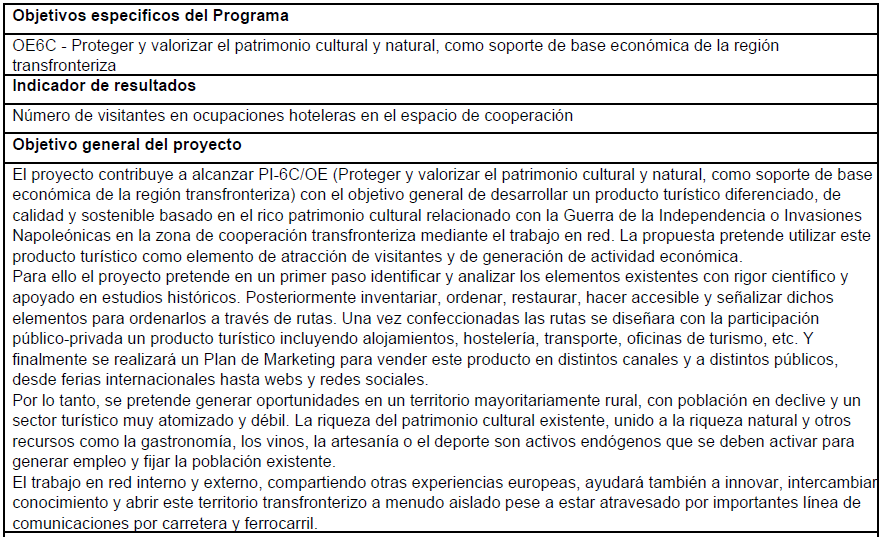 Objetivos especificos del Programa
OE6C - Proteger y valorizar el patrimonio cultural y natural, como soporte de base económica de la región
transfronteriza
Indicador de resultados
Número de visitantes en ocupaciones hoteleras en el espacio de cooperación
Objetivo general del proyecto
El proyecto contribuye a alcanzar PI-6C/OE (Proteger y valorizar el patrimonio cultural y natural, como soporte de base
económica de la región transfronteriza) con el objetivo general de desarrollar un producto turístico diferenciado, de
calidad y sostenible basado en el rico patrimonio cultural relacionado con la Guerra de la Independencia o Invasiones
Napoleónicas en la zona de cooperación transfronteriza mediante el trabajo en red. La propuesta pretende utilizar este
producto turístico como elemento de atracción de visitantes y de generación de actividad económica.
Para ello el proyecto pretende en un primer paso identificar y analizar los elementos existentes con rigor científico y
apoyado en estudios históricos. Posteriormente inventariar, ordenar, restaurar, hacer accesible y señalizar dichos
elementos para ordenarlos a través de rutas. Una vez confeccionadas las rutas se diseñara con la participación
público-privada un producto turístico incluyendo alojamientos, hostelería, transporte, oficinas de turismo, etc. Y
finalmente se realizará un Plan de Marketing para vender este producto en distintos canales y a distintos públicos,
desde ferias internacionales hasta webs y redes sociales.
Por lo tanto, se pretende generar oportunidades en un territorio mayoritariamente rural, con población en declive y un
sector turístico muy atomizado y débil. La riqueza del patrimonio cultural existente, unido a la riqueza natural y otros
recursos como la gastronomía, los vinos, la artesanía o el deporte son activos endógenos que se deben activar para
generar empleo y fijar la población existente.
El trabajo en red interno y externo, compartiendo otras experiencias europeas, ayudará también a innovar, intercambiar
conocimiento y abrir este territorio transfronterizo a menudo aislado pese a estar atravesado por importantes línea de
comunicaciones por carretera y ferrocarril.